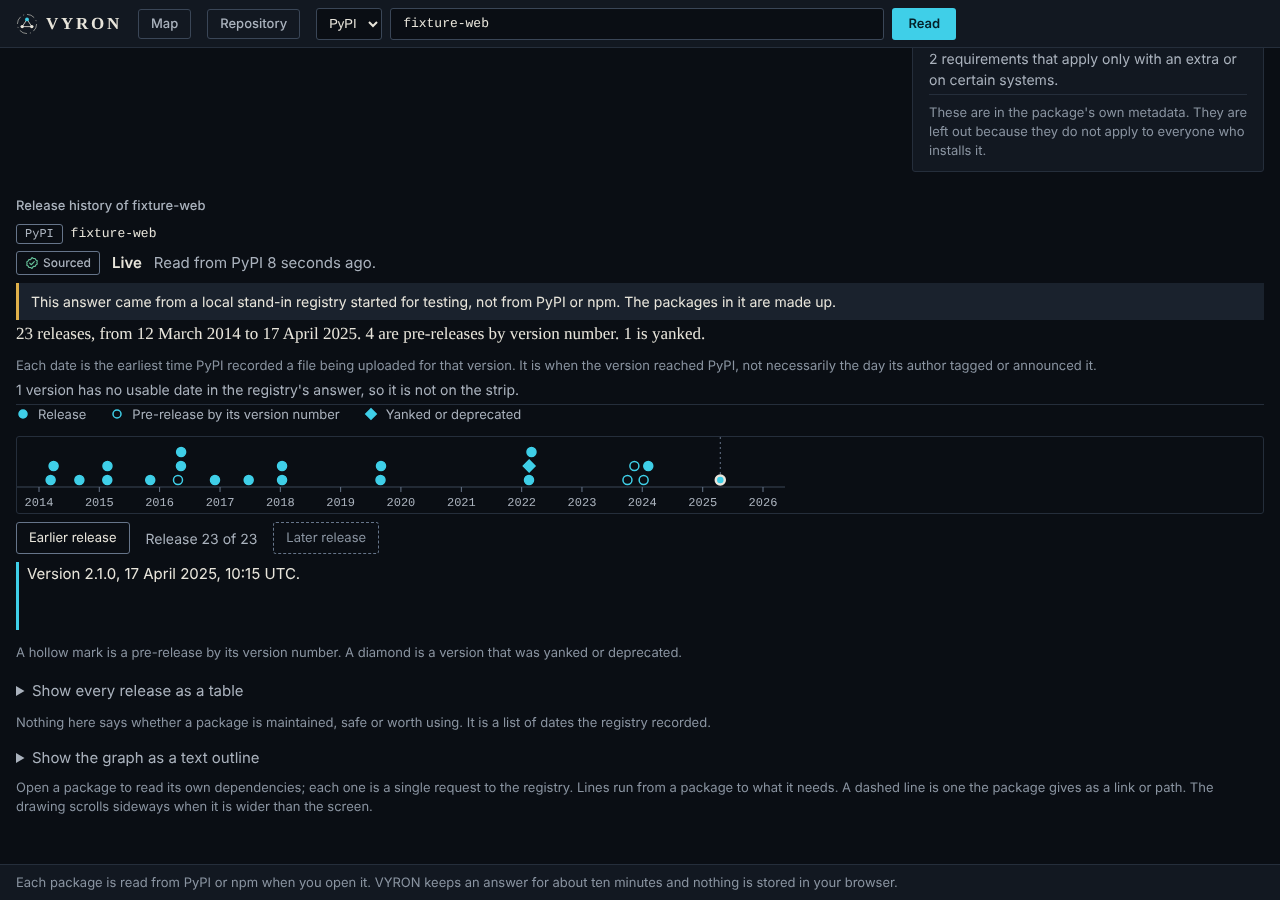 VYRON Map Repository PyPI fixture-web Read
2 requirements that apply only with an extra or
on certain systems.
These are in the package's own metadata. They are
left out because they do not apply to everyone who
installs it.
Release history of fixture-web
PyPI fixture-web
Sourced Live Read from PyPI 8 seconds ago.
This answer came from a local stand-in registry started for testing, not from PyPI or npm. The packages in it are made up.
23 releases, from 12 March 2014 to 17 April 2025. 4 are pre-releases by version number. 1 is yanked.
Each date is the earliest time PyPI recorded a file being uploaded for that version. It is when the version reached PyPI, not necessarily the day its author tagged or announced it.
1 version has no usable date in the registry's answer, so it is not on the strip.
Release Pre-release by its version number Yanked or deprecated
2014 2015 2016 2017 2018 2019 2020 2021 2022 2023 2024 2025 2026
Earlier release Release 23 of 23 Later release
Version 2.1.0, 17 April 2025, 10:15 UTC.
A hollow mark is a pre-release by its version number. A diamond is a version that was yanked or deprecated.
Show every release as a table
Nothing here says whether a package is maintained, safe or worth using. It is a list of dates the registry recorded.
Show the graph as a text outline
Open a package to read its own dependencies; each one is a single request to the registry. Lines run from a package to what it needs. A dashed line is one the package gives as a link or path. The
drawing scrolls sideways when it is wider than the screen.
Each package is read from PyPI or npm when you open it. VYRON keeps an answer for about ten minutes and nothing is stored in your browser.